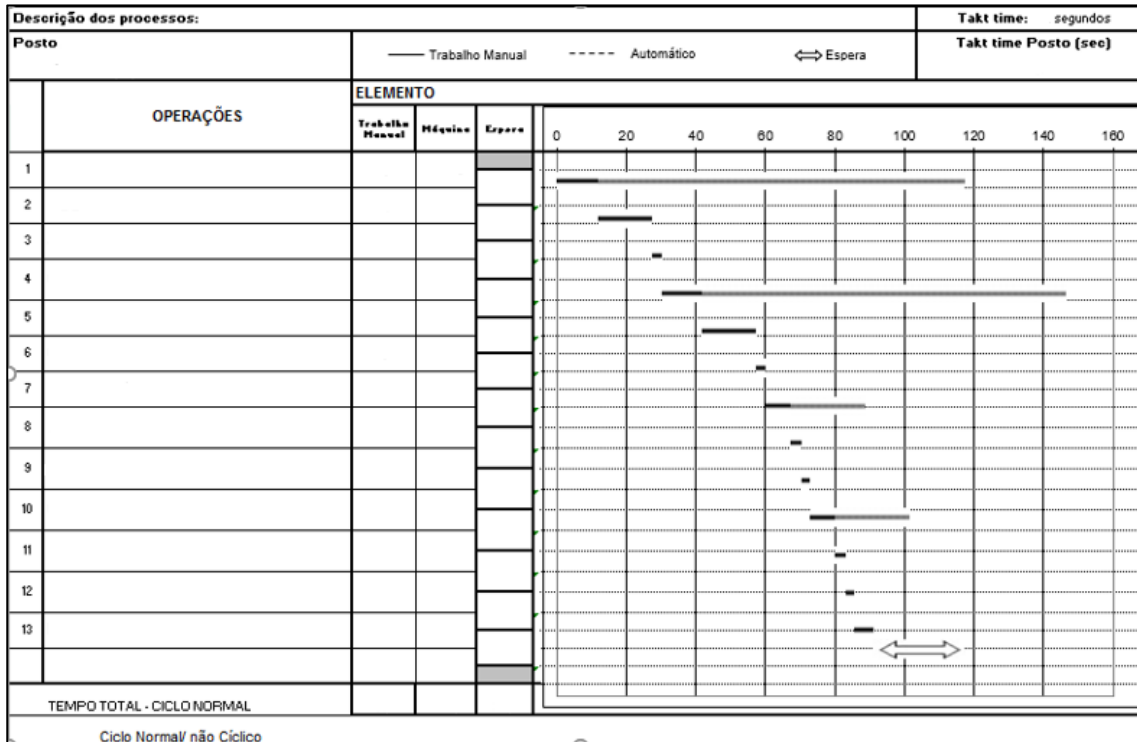 Descrição dos processos:
Takt time: segundos
Posto
Trabalho Manual
Automático
Espera
Takt time Posto (sec)
OPERAÇÕES
ELEMENTO
Trabalho Manual
Máquina
Espera
0 20 40 60 80 100 120 140 160
1
2
3
4
5
6
7
8
9
10
11
12
13
TEMPO TOTAL - CICLO NORMAL
Ciclo Normal/ não Cíclico